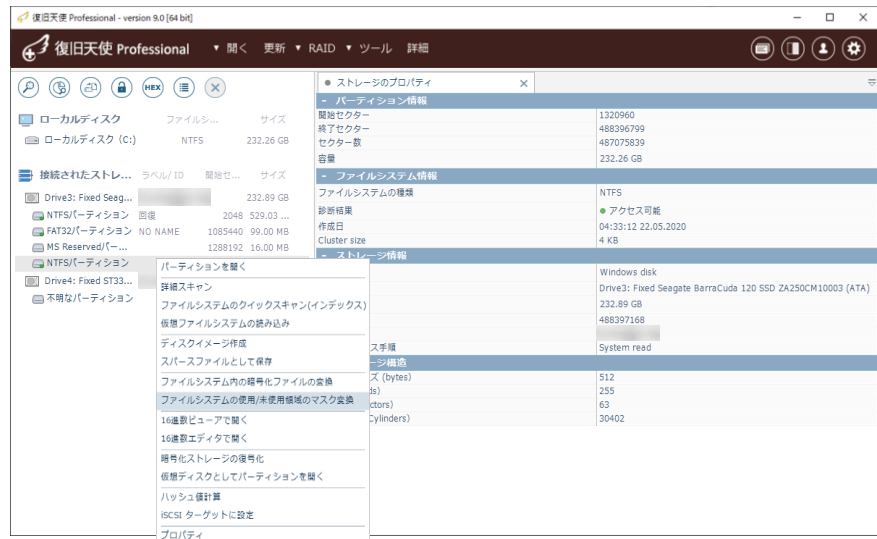 復旧天使 Professional - version 9.0 [64 bit]
復旧天使 Professional ▼ 開く 更新 ▼ RAID ▼ ツール 詳細
HEX
ローカルディスク ファイルシ... サイズ
ローカルディスク (C:) NTFS 232.26 GB
接続されたストレ... ラベル/ ID 開始セ... サイズ
Drive3: Fixed Seag... 232.89 GB
NTFSパーティション 回復 2048 529.03 ...
FAT32パーティション NO NAME 1085440 99.00 MB
MS Reservedパー... 1288192 16.00 MB
NTFSパーティション
Drive4: Fixed ST33...
不明なパーティション
パーティションを開く
詳細スキャン
ファイルシステムのクイックスキャン(インデックス)
仮想ファイルシステムの読み込み
ディスクイメージ作成
スパースファイルとして保存
ファイルシステム内の暗号化ファイルの変換
ファイルシステムの使用/未使用領域のマスク変換
16進数ビューアで開く
16進数エディタで開く
暗号化ストレージの復号化
仮想ディスクとしてパーティションを開く
ハッシュ値計算
iSCSI ターゲットに設定
プロパティ
● ストレージのプロパティ ×
- パーティション情報
開始セクター 1320960
終了セクター 488396799
セクター数 487075839
容量 232.26 GB
- ファイルシステム情報
ファイルシステムの種類 NTFS
診断結果 ● アクセス可能
作成日 04:33:12 22.05.2020
Cluster size 4 KB
- ストレージ情報
Windows disk
Drive3: Fixed Seagate BarraCuda 120 SSD ZA250CM10003 (ATA)
232.89 GB
488397168
ス手順 System read
ージ構造
ズ (bytes) 512
ds) 255
ctors) 63
Cylinders) 30402